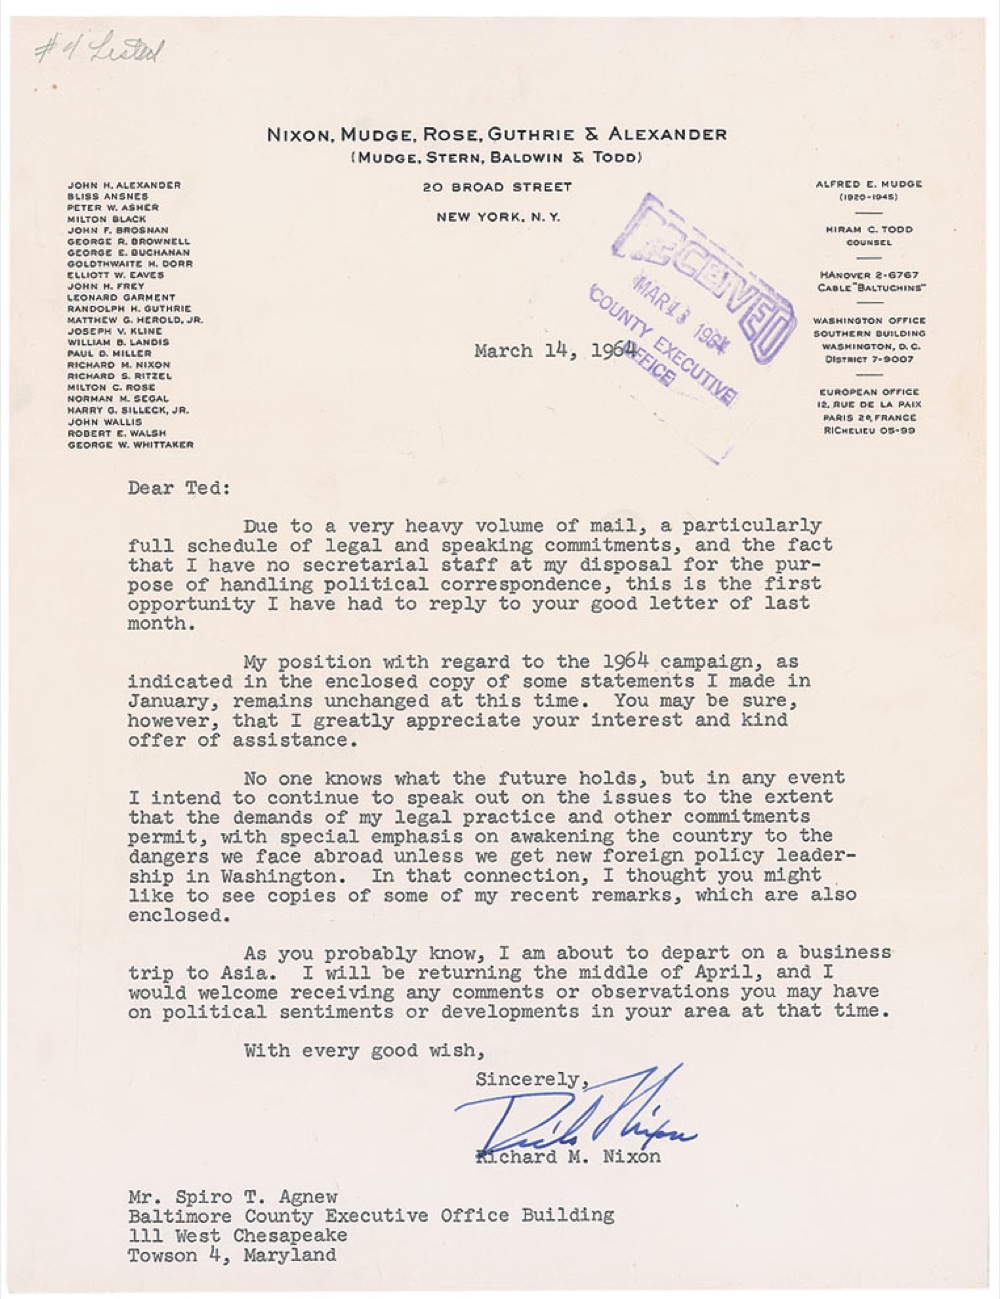 #4 Listed
NIXON, MUDGE, ROSE, GUTHRIE & ALEXANDER
(MUDGE, STERN, BALDWIN & TODD)
20 BROAD STREET
NEW YORK, N. Y.
JOHN H. ALEXANDER
BLISS ANSNES
PETER W. ASHER
MILTON BLACK
JOHN F. BROSNAN
GEORGE R. BROWNELL
GEORGE E. BUCHANAN
GOLDTHWAITE H. DORR
ELLIOTT W. EAVES
JOHN H. FREY
LEONARD GARMENT
RANDOLPH H. GUTHRIE
MATTHEW G. HEROLD, JR.
JOSEPH V. KLINE
WILLIAM B. LANDIS
PAUL D. MILLER
RICHARD M. NIXON
RICHARD S. RITZEL
MILTON C. ROSE
NORMAN M. SEGAL
HARRY G. SILLECK, JR.
JOHN WALLIS
ROBERT E. WALSH
GEORGE W. WHITTAKER
ALFRED E. MUDGE
(1920-1945)
HIRAM C. TODD
COUNSEL
HANOVER 2-6767
CABLE "BALTUCHINS"
WASHINGTON OFFICE
SOUTHERN BUILDING
WASHINGTON, D. C.
DISTRICT 7-9007
EUROPEAN OFFICE
12, RUE DE LA PAIX
PARIS 2e, FRANCE
RICHELIEU 05-99
RECEIVED
MAR 13 1964
COUNTY EXECUTIVE
OFFICE
March 14, 1964
Dear Ted:
Due to a very heavy volume of mail, a particularly
full schedule of legal and speaking commitments, and the fact
that I have no secretarial staff at my disposal for the pur-
pose of handling political correspondence, this is the first
opportunity I have had to reply to your good letter of last
month.
My position with regard to the 1964 campaign, as
indicated in the enclosed copy of some statements I made in
January, remains unchanged at this time. You may be sure,
however, that I greatly appreciate your interest and kind
offer of assistance.
No one knows what the future holds, but in any event
I intend to continue to speak out on the issues to the extent
that the demands of my legal practice and other commitments
permit, with special emphasis on awakening the country to the
dangers we face abroad unless we get new foreign policy leader-
ship in Washington. In that connection, I thought you might
like to see copies of some of my recent remarks, which are also
enclosed.
As you probably know, I am about to depart on a business
trip to Asia. I will be returning the middle of April, and I
would welcome receiving any comments or observations you may have
on political sentiments or developments in your area at that time.
With every good wish,
Sincerely,
Dick Nixon
Richard M. Nixon
Mr. Spiro T. Agnew
Baltimore County Executive Office Building
111 West Chesapeake
Towson 4, Maryland